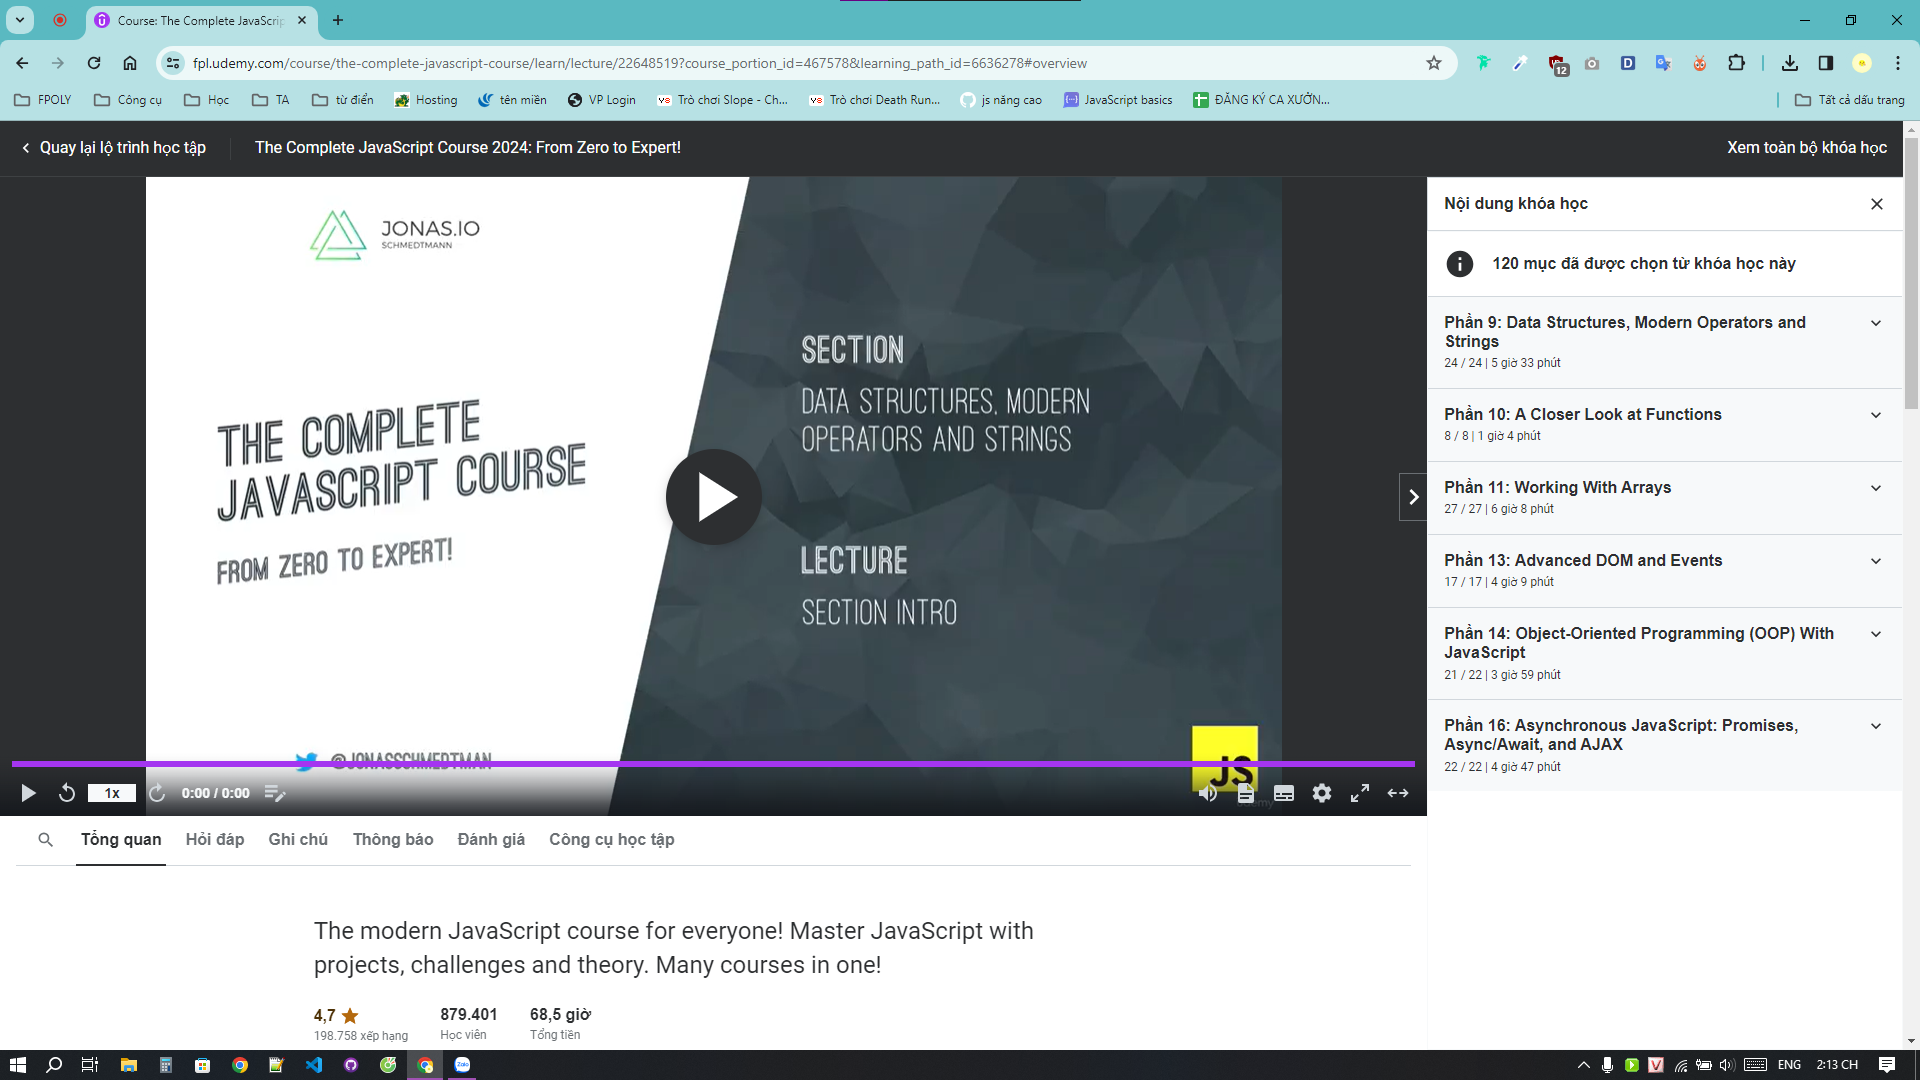 Course: The Complete JavaScrip
fpl.udemy.com/course/the-complete-javascript-course/learn/lecture/22648519?course_portion_id=4675788&learning_path_id=6636278#overview
12
FPOLY
Công cụ
Học
TA
từ điển
Hosting
tên miền
VP Login
Trò chơi Slope - Ch...
Trò chơi Death Run...
js nâng cao
JavaScript basics
ĐĂNG KÝ CA XƯỞN...
Tất cả dấu trang
Quay lại lộ trình học tập
The Complete JavaScript Course 2024: From Zero to Expert!
Xem toàn bộ khóa học
JONAS.IO
SCHMEDTMANN
THE COMPLETE
JAVASCRIPT COURSE
FROM ZERO TO EXPERT!
@JONASSCHMEDTMAN
SECTION
DATA STRUCTURES, MODERN
OPERATORS AND STRINGS
LECTURE
SECTION INTRO
JS
udemy
1x
0:00 / 0:00
Nội dung khóa học
120 mục đã được chọn từ khóa học này
Phần 9: Data Structures, Modern Operators and
Strings
24 / 24 | 5 giờ 33 phút
Phần 10: A Closer Look at Functions
8 / 8 | 1 giờ 4 phút
Phần 11: Working With Arrays
27 / 27 | 6 giờ 8 phút
Phần 13: Advanced DOM and Events
17 / 17 | 4 giờ 9 phút
Phần 14: Object-Oriented Programming (OOP) With
JavaScript
21 / 22 | 3 giờ 59 phút
Phần 16: Asynchronous JavaScript: Promises,
Async/Await, and AJAX
22 / 22 | 4 giờ 47 phút
Tổng quan
Hỏi đáp
Ghi chú
Thông báo
Đánh giá
Công cụ học tập
The modern JavaScript course for everyone! Master JavaScript with
projects, challenges and theory. Many courses in one!
4,7
198.758 xếp hạng
879.401
Học viên
68,5 giờ
Tổng tiền
Zalo
ENG
2:13 CH